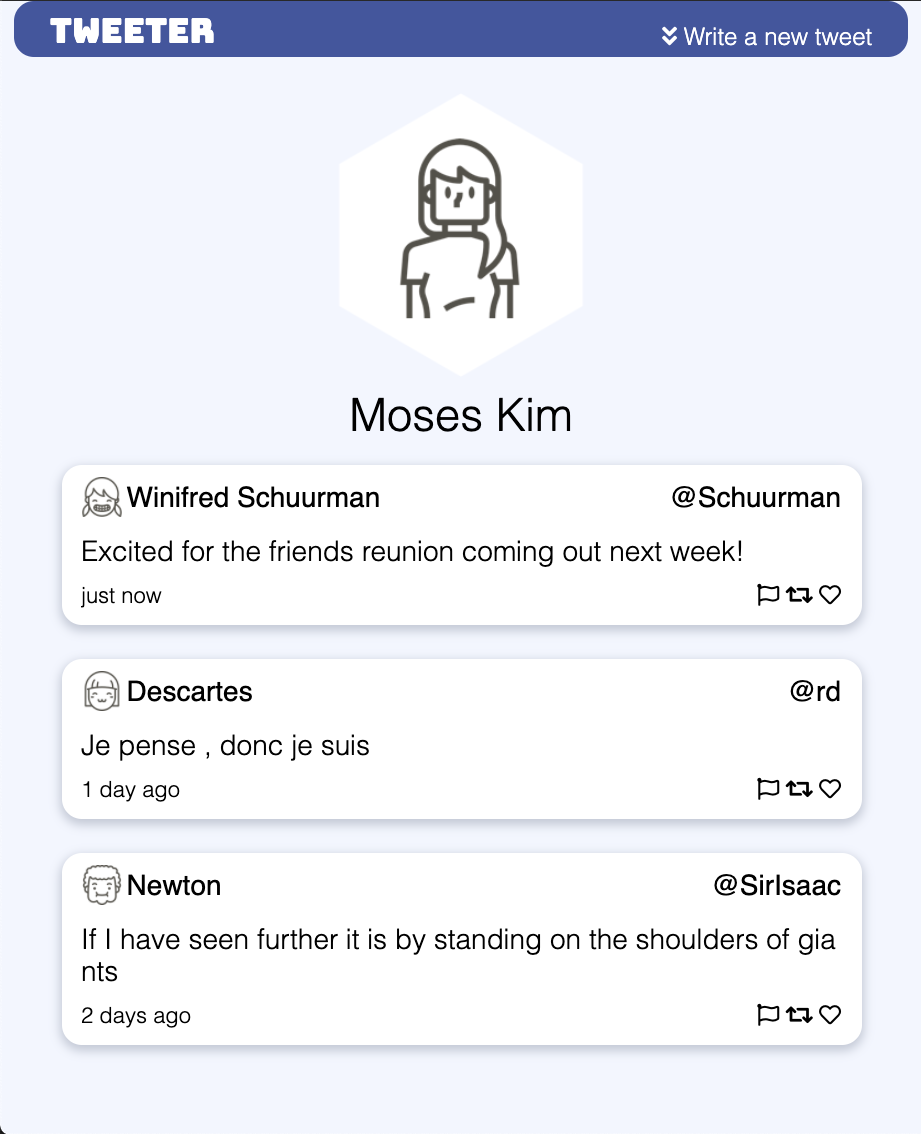 TWEETER
Write a new tweet
Moses Kim
Winifred Schuurman @Schuurman
Excited for the friends reunion coming out next week!
just now
Descartes @rd
Je pense , donc je suis
1 day ago
Newton @SirIsaac
If I have seen further it is by standing on the shoulders of gia
nts
2 days ago